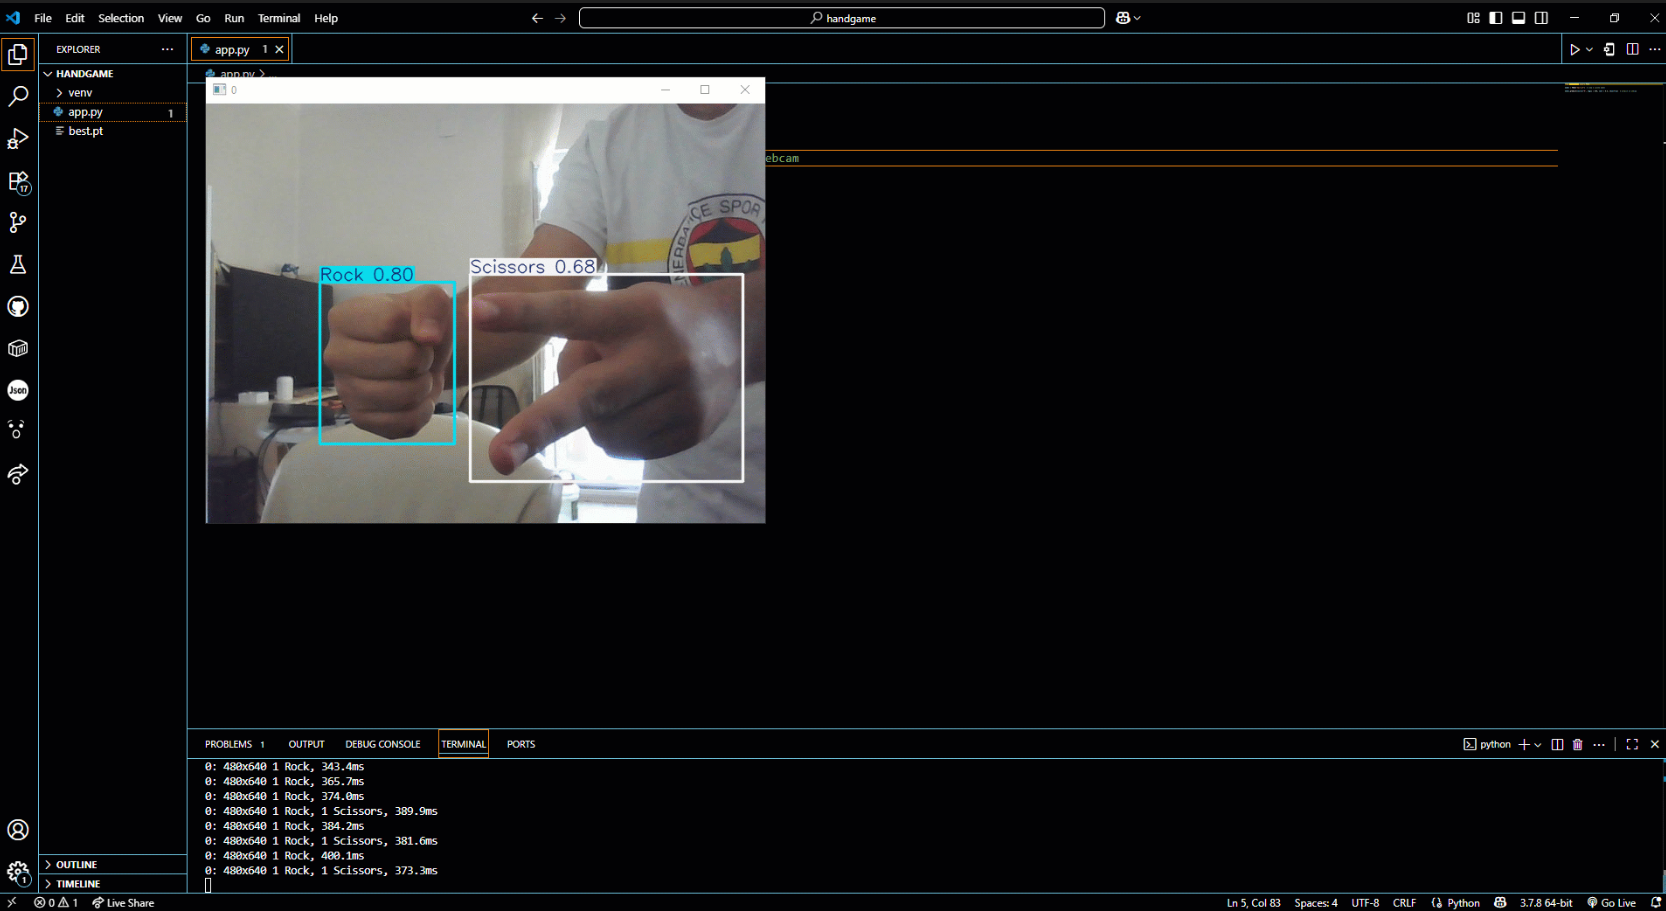 File Edit Selection View Go Run Terminal Help
handgame
EXPLORER
HANDGAME
venv
app.py 1
best.pt
app.py 1
app.py
0
ebcam
CE SPOR
NERBA
Rock 0.80
Scissors 0.68
17
Json
1
OUTLINE
TIMELINE
PROBLEMS 1 OUTPUT DEBUG CONSOLE TERMINAL PORTS
python
0: 480x640 1 Rock, 343.4ms
0: 480x640 1 Rock, 365.7ms
0: 480x640 1 Rock, 374.0ms
0: 480x640 1 Rock, 1 Scissors, 389.9ms
0: 480x640 1 Rock, 384.2ms
0: 480x640 1 Rock, 1 Scissors, 381.6ms
0: 480x640 1 Rock, 400.1ms
0: 480x640 1 Rock, 1 Scissors, 373.3ms
0 1 Live Share
Ln 5, Col 83 Spaces: 4 UTF-8 CRLF Python 3.7.8 64-bit Go Live